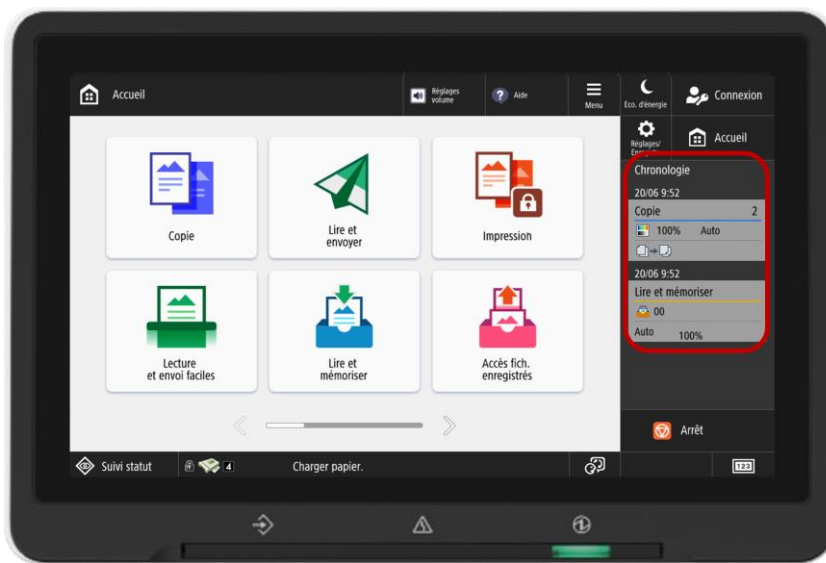 Accueil
Réglages
volume
Aide
Menu
Eco. d'énergie
Connexion
Réglages/
Accueil
Copie
Lire et
envoyer
Impression
Lecture
et envoi faciles
Lire et
mémoriser
Accès fich.
enregistrés
Chronologie
20/06 9:52
Copie 2
100% Auto
20/06 9:52
Lire et mémoriser
00
Auto 100%
Arrêt
Suivi statut
4
Charger papier.
123